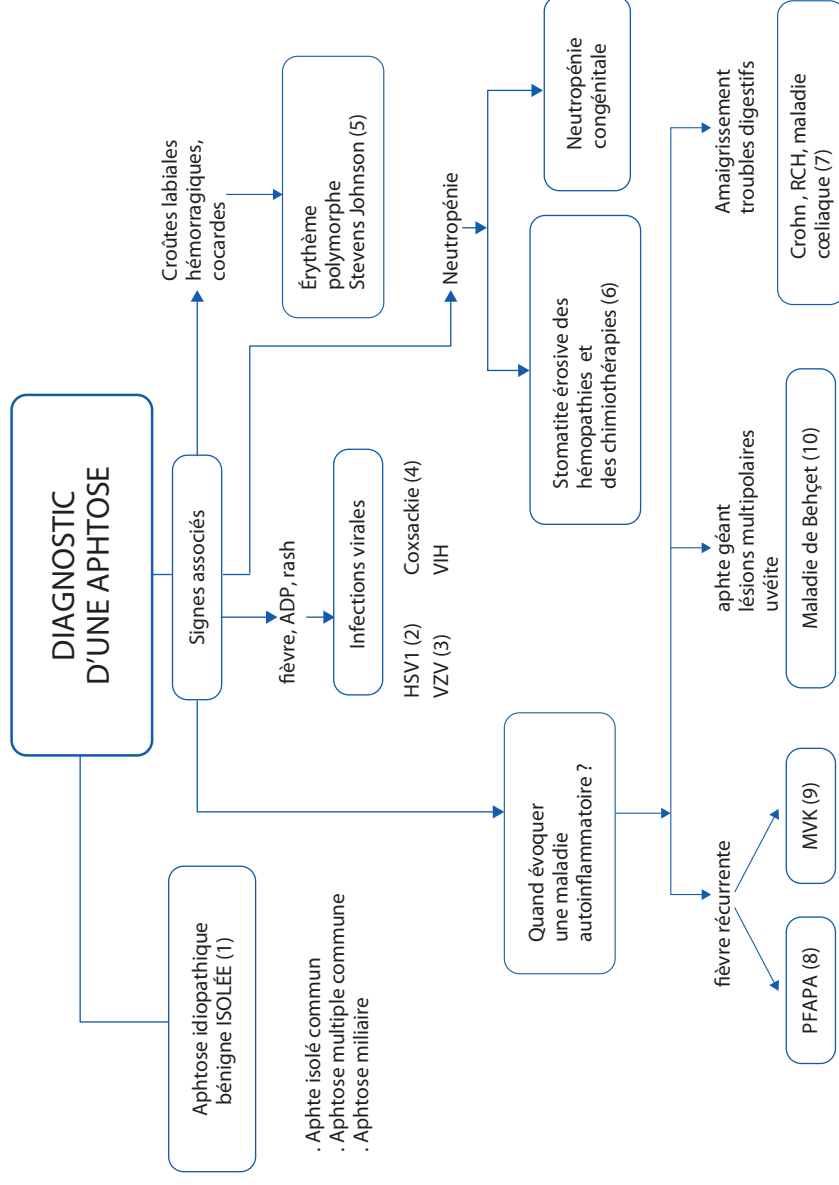 DIAGNOSTIC
D'UNE APHTOSE
Aphtose idiopathique
bénigne ISOLÉE (1)
. Aphte isolé commun
. Aphtose multiple commune
. Aphtose miliaire
Signes associés
fièvre, ADP, rash
Infections virales
HSV1 (2)
VZV (3)
Coxsackie (4)
VIH
Croûtes labiales
hémorragiques,
cocardes
Érythème
polymorphe
Stevens Johnson (5)
Neutropénie
Stomatite érosive des
hémopathies et
des chimiothérapies (6)
Neutropénie
congénitale
Quand évoquer
une maladie
autoinflammatoire ?
fièvre récurrente
PFAPA (8)
MVK (9)
aphte géant
lésions multipolaires
uvéite
Maladie de Behçet (10)
Amaigrissement
troubles digestifs
Crohn , RCH, maladie
cœliaque (7)